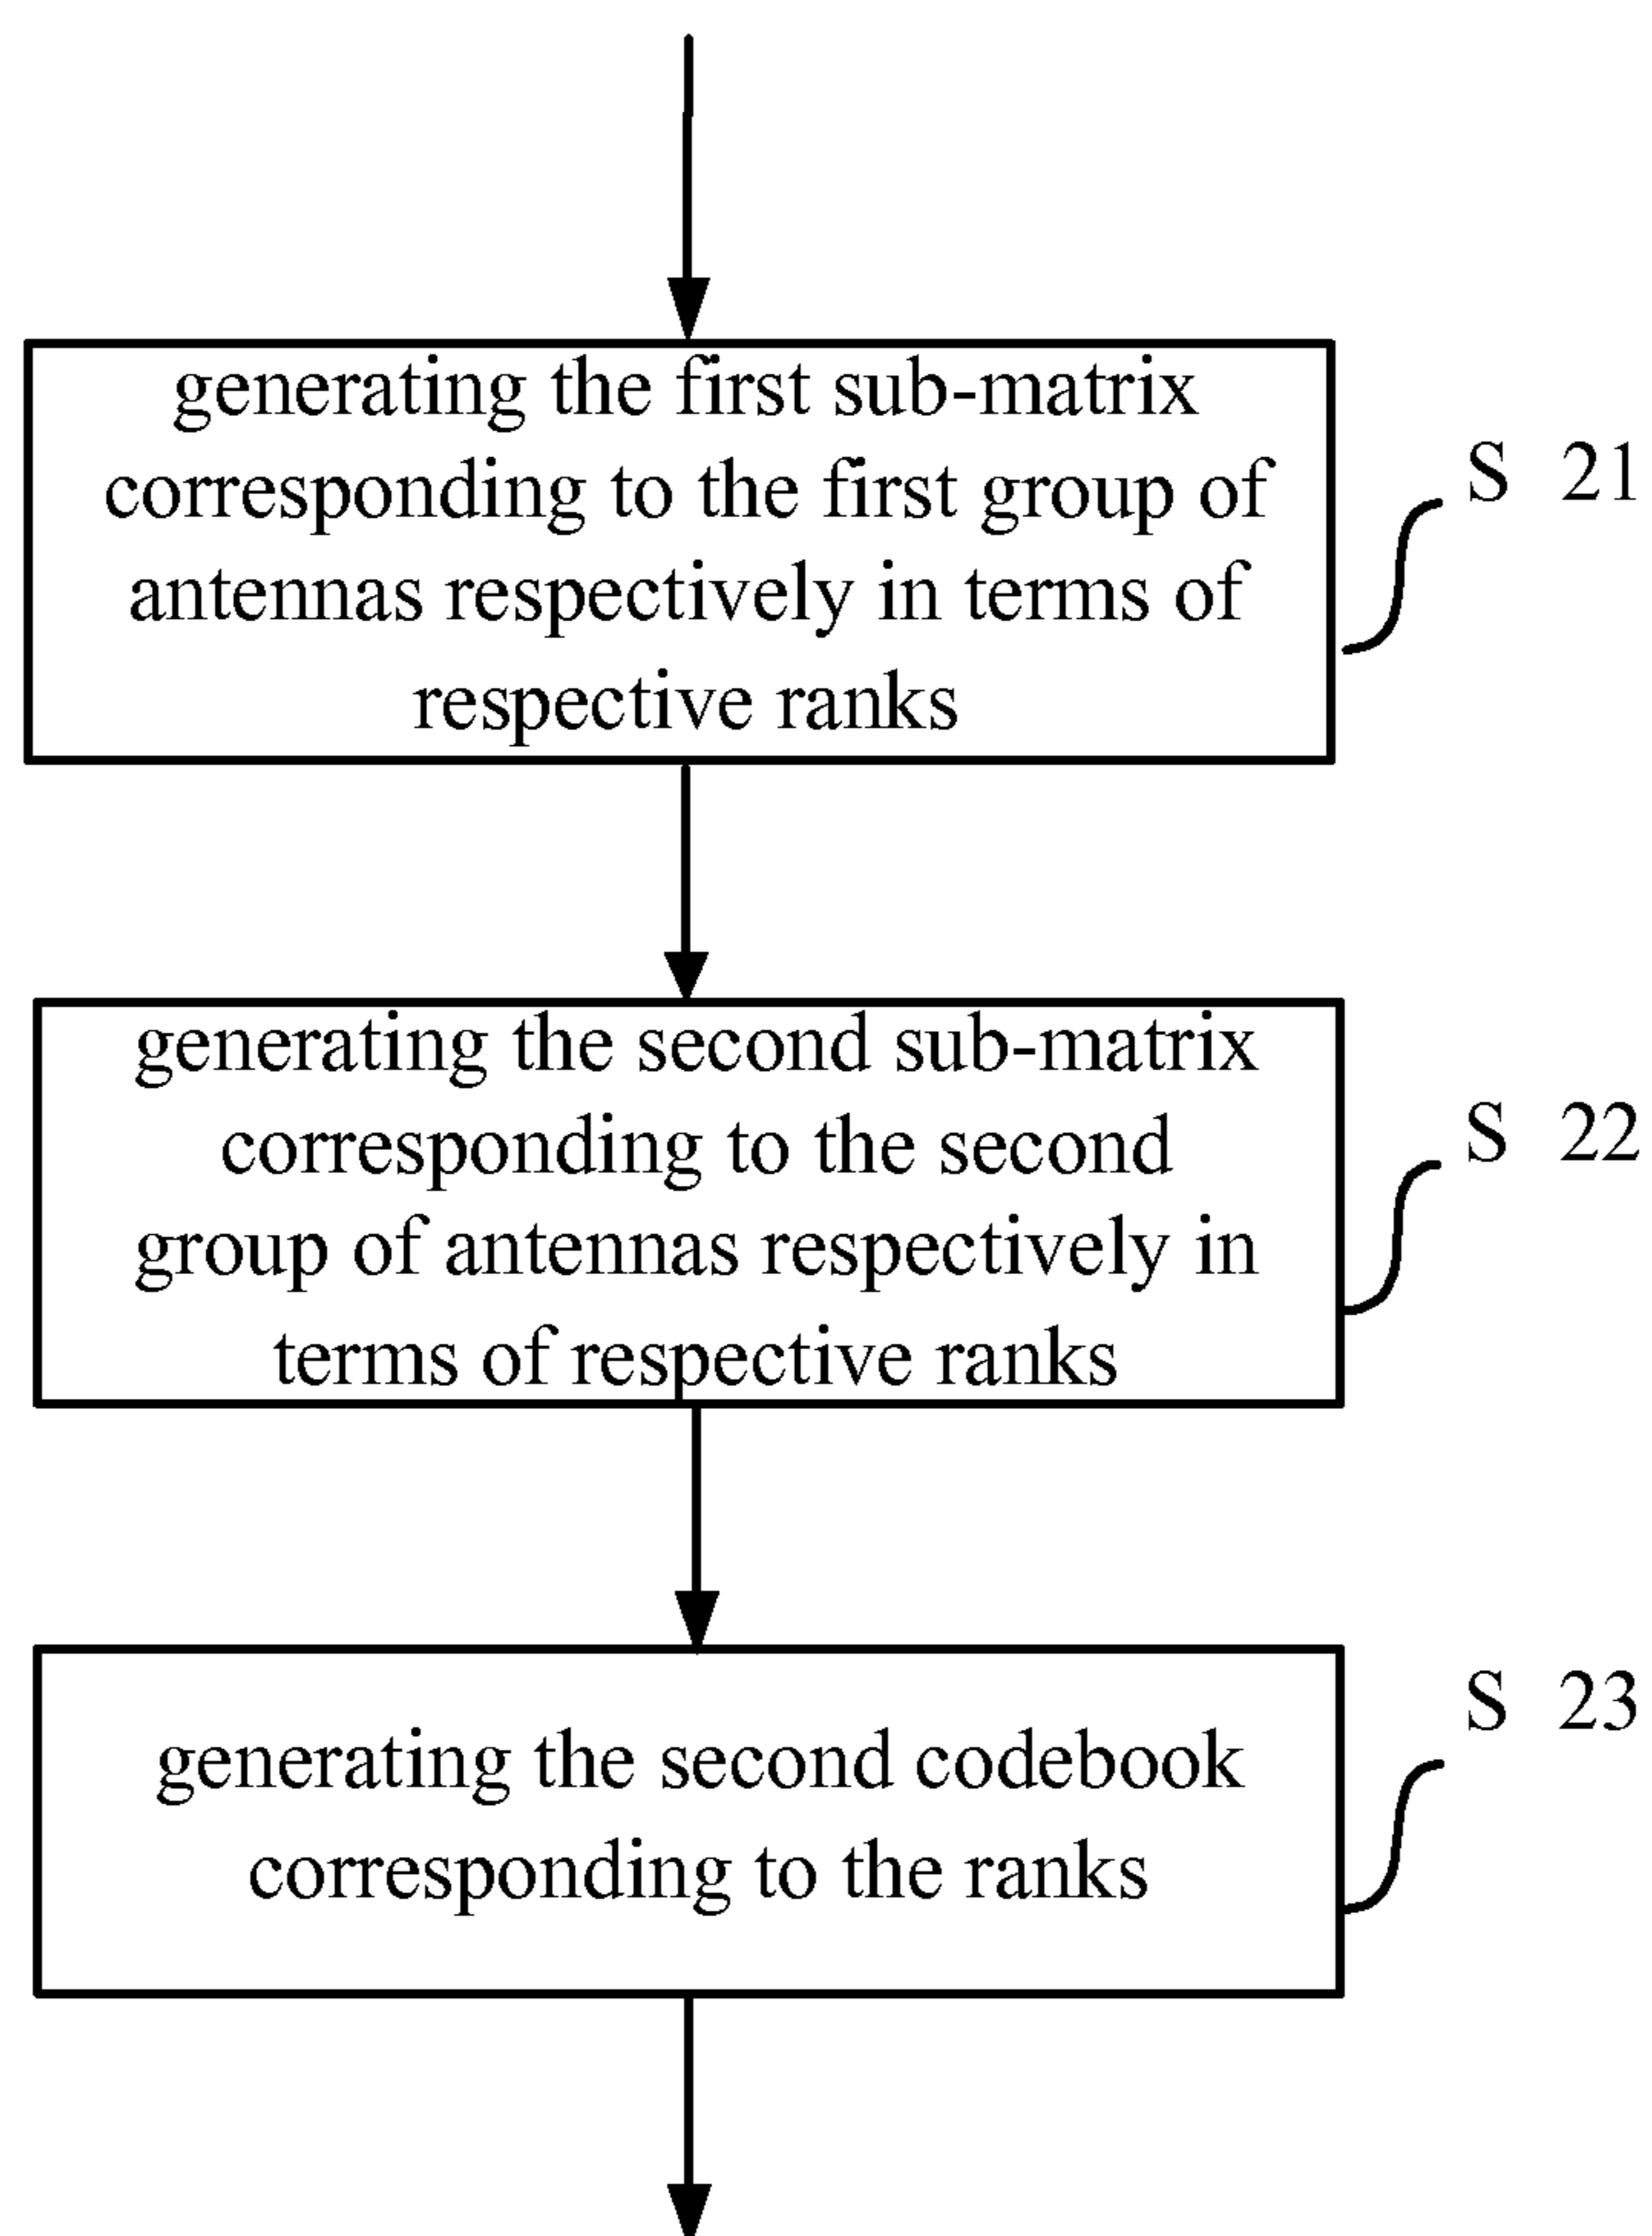 generating the first sub-matrix
corresponding to the first group of
antennas respectively in terms of
respective ranks
S 21
generating the second sub-matrix
corresponding to the second
group of antennas respectively in
terms of respective ranks
S 22
generating the second codebook
corresponding to the ranks
S 23